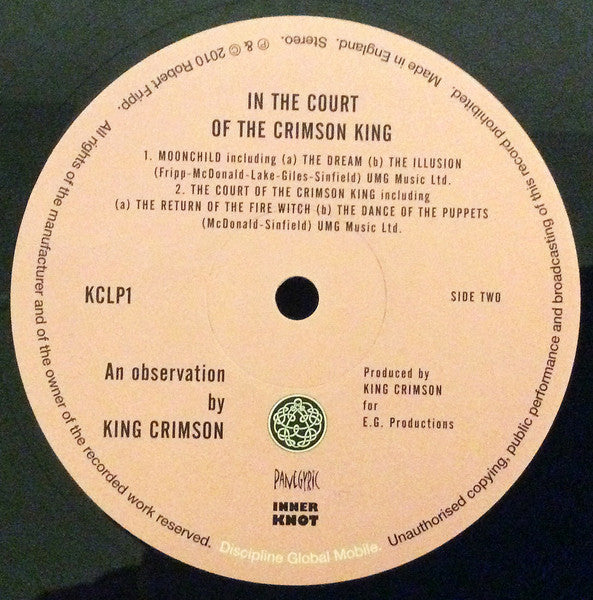 IN THE COURT
OF THE CRIMSON KING
1. MOONCHILD including (a) THE DREAM (b) THE ILLUSION
(Fripp-McDonald-Lake-Giles-Sinfield) UMG Music Ltd.
2. THE COURT OF THE CRIMSON KING including
(a) THE RETURN OF THE FIRE WITCH (b) THE DANCE OF THE PUPPETS
(McDonald-Sinfield) UMG Music Ltd.
KCLP1
SIDE TWO
An observation
by
KING CRIMSON
Produced by
KING CRIMSON
for
E.G. Productions
PANEGYRIC
INNER
KNOT
All rights of the manufacturer and of the owner of the recorded work reserved. Discipline Global Mobile. Unauthorised copying, public performance and broadcasting of this record prohibited. Made in England. Stereo. ℗ & © 2010 Robert Fripp.